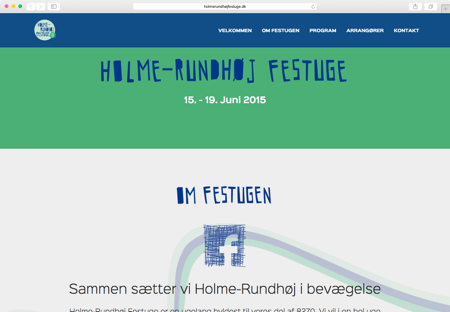 holmerundhøjfestuge.dk
VELKOMMEN OM FESTUGEN PROGRAM ARRANGØRER KONTAKT
HOLME-RUNDHØJ FESTUGE
15. - 19. Juni 2015
OM FESTUGEN
f
Sammen sætter vi Holme-Rundhøj i bevægelse
Holme-Rundhøj Festuge er en ugelang hyldest til vores del af 8270. Vi vil i en hel uge